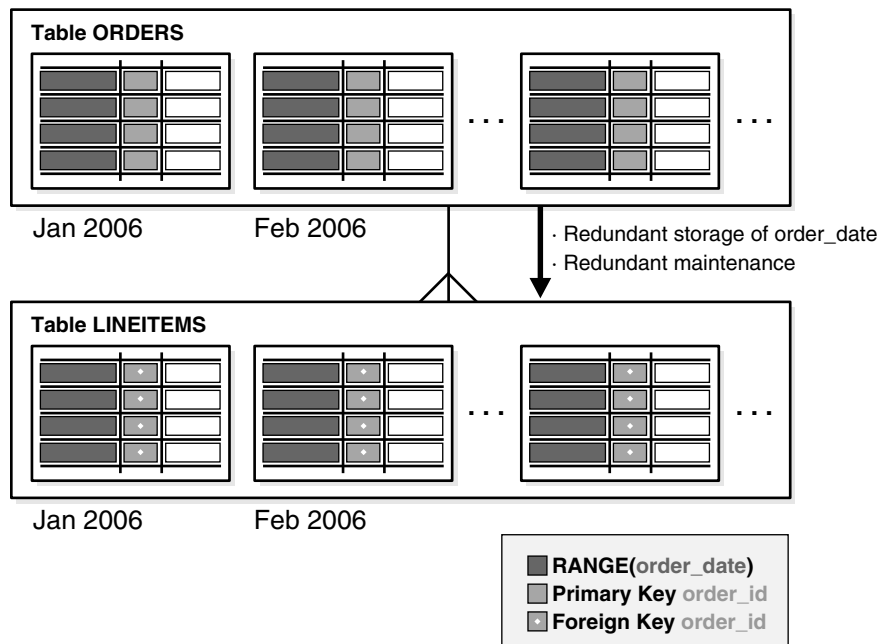 Table ORDERS
. . .
. . .
Jan 2006
Feb 2006
· Redundant storage of order_date
· Redundant maintenance
Table LINEITEMS
. . .
. . .
Jan 2006
Feb 2006
RANGE(order_date)
Primary Key order_id
Foreign Key order_id